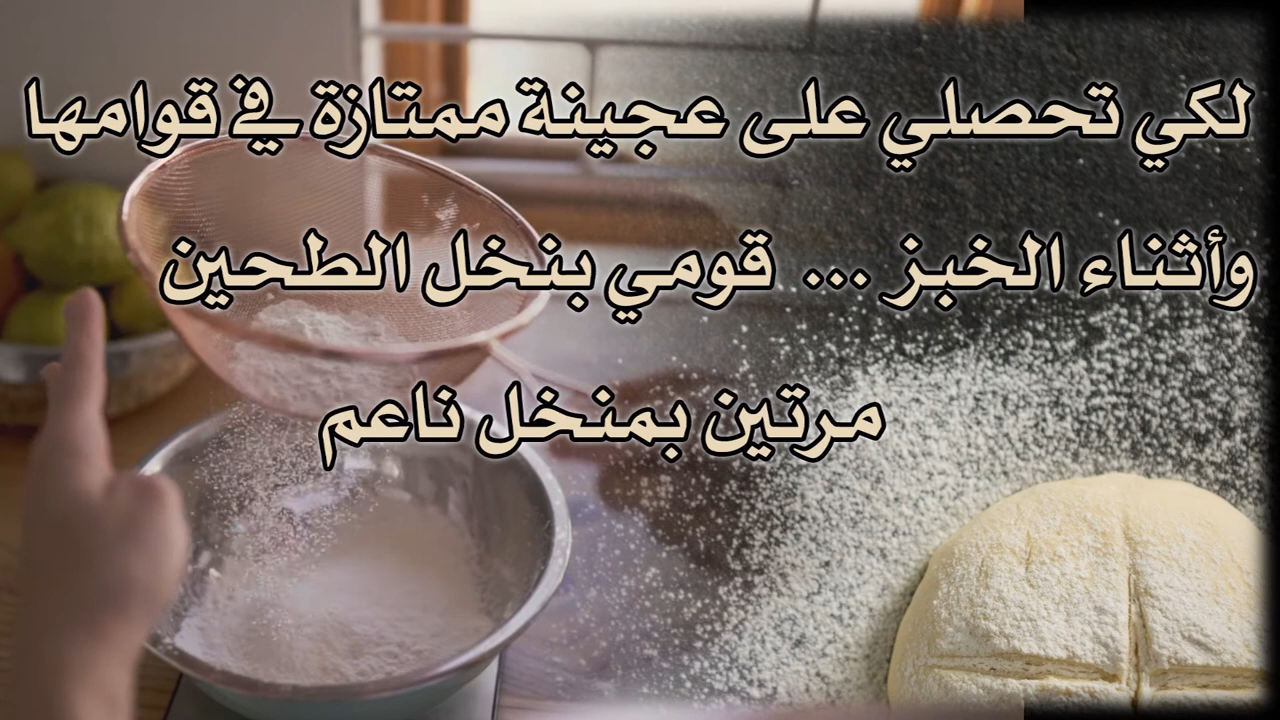 لكي تحصلي على عجينة ممتازة في قوامها
وأثناء الخبز ... قومي بنخل الطحين
مرتين بمنخل ناعم